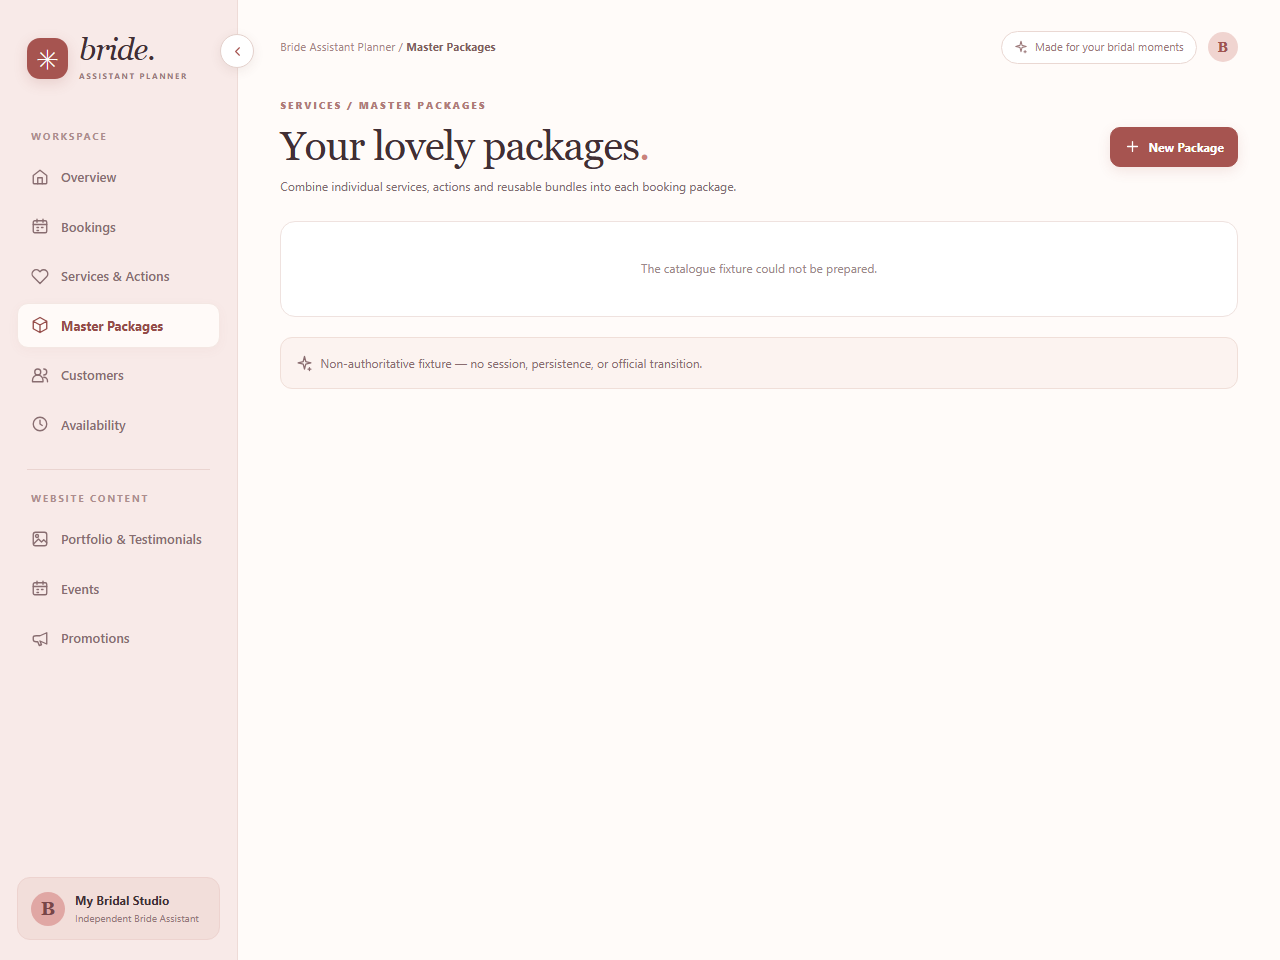 bride.
ASSISTANT PLANNER
WORKSPACE
Overview
Bookings
Services & Actions
Master Packages
Customers
Availability
WEBSITE CONTENT
Portfolio & Testimonials
Events
Promotions
B
My Bridal Studio
Independent Bride Assistant
Bride Assistant Planner / Master Packages
Made for your bridal moments
B
SERVICES / MASTER PACKAGES
Your lovely packages.
Combine individual services, actions and reusable bundles into each booking package.
New Package
The catalogue fixture could not be prepared.
Non-authoritative fixture — no session, persistence, or official transition.